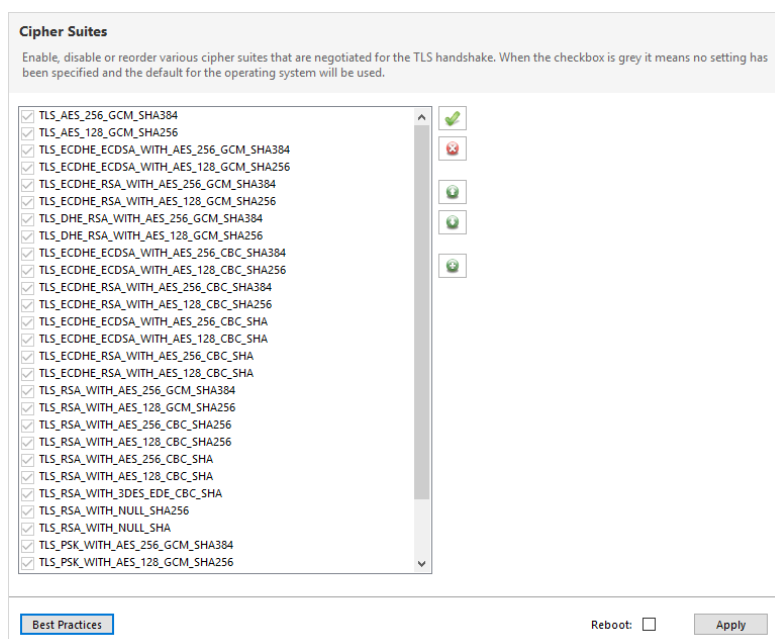 Cipher Suites
Enable, disable or reorder various cipher suites that are negotiated for the TLS handshake. When the checkbox is grey it means no setting has
been specified and the default for the operating system will be used.
TLS_AES_256_GCM_SHA384
TLS_AES_128_GCM_SHA256
TLS_ECDHE_ECDSA_WITH_AES_256_GCM_SHA384
TLS_ECDHE_ECDSA_WITH_AES_128_GCM_SHA256
TLS_ECDHE_RSA_WITH_AES_256_GCM_SHA384
TLS_ECDHE_RSA_WITH_AES_128_GCM_SHA256
TLS_DHE_RSA_WITH_AES_256_GCM_SHA384
TLS_DHE_RSA_WITH_AES_128_GCM_SHA256
TLS_ECDHE_ECDSA_WITH_AES_256_CBC_SHA384
TLS_ECDHE_ECDSA_WITH_AES_128_CBC_SHA256
TLS_ECDHE_RSA_WITH_AES_256_CBC_SHA384
TLS_ECDHE_RSA_WITH_AES_128_CBC_SHA256
TLS_ECDHE_ECDSA_WITH_AES_256_CBC_SHA
TLS_ECDHE_ECDSA_WITH_AES_128_CBC_SHA
TLS_ECDHE_RSA_WITH_AES_256_CBC_SHA
TLS_ECDHE_RSA_WITH_AES_128_CBC_SHA
TLS_RSA_WITH_AES_256_GCM_SHA384
TLS_RSA_WITH_AES_128_GCM_SHA256
TLS_RSA_WITH_AES_256_CBC_SHA256
TLS_RSA_WITH_AES_128_CBC_SHA256
TLS_RSA_WITH_AES_256_CBC_SHA
TLS_RSA_WITH_AES_128_CBC_SHA
TLS_RSA_WITH_3DES_EDE_CBC_SHA
TLS_RSA_WITH_NULL_SHA256
TLS_RSA_WITH_NULL_SHA
TLS_PSK_WITH_AES_256_GCM_SHA384
TLS_PSK_WITH_AES_128_GCM_SHA256
Best Practices Reboot: Apply